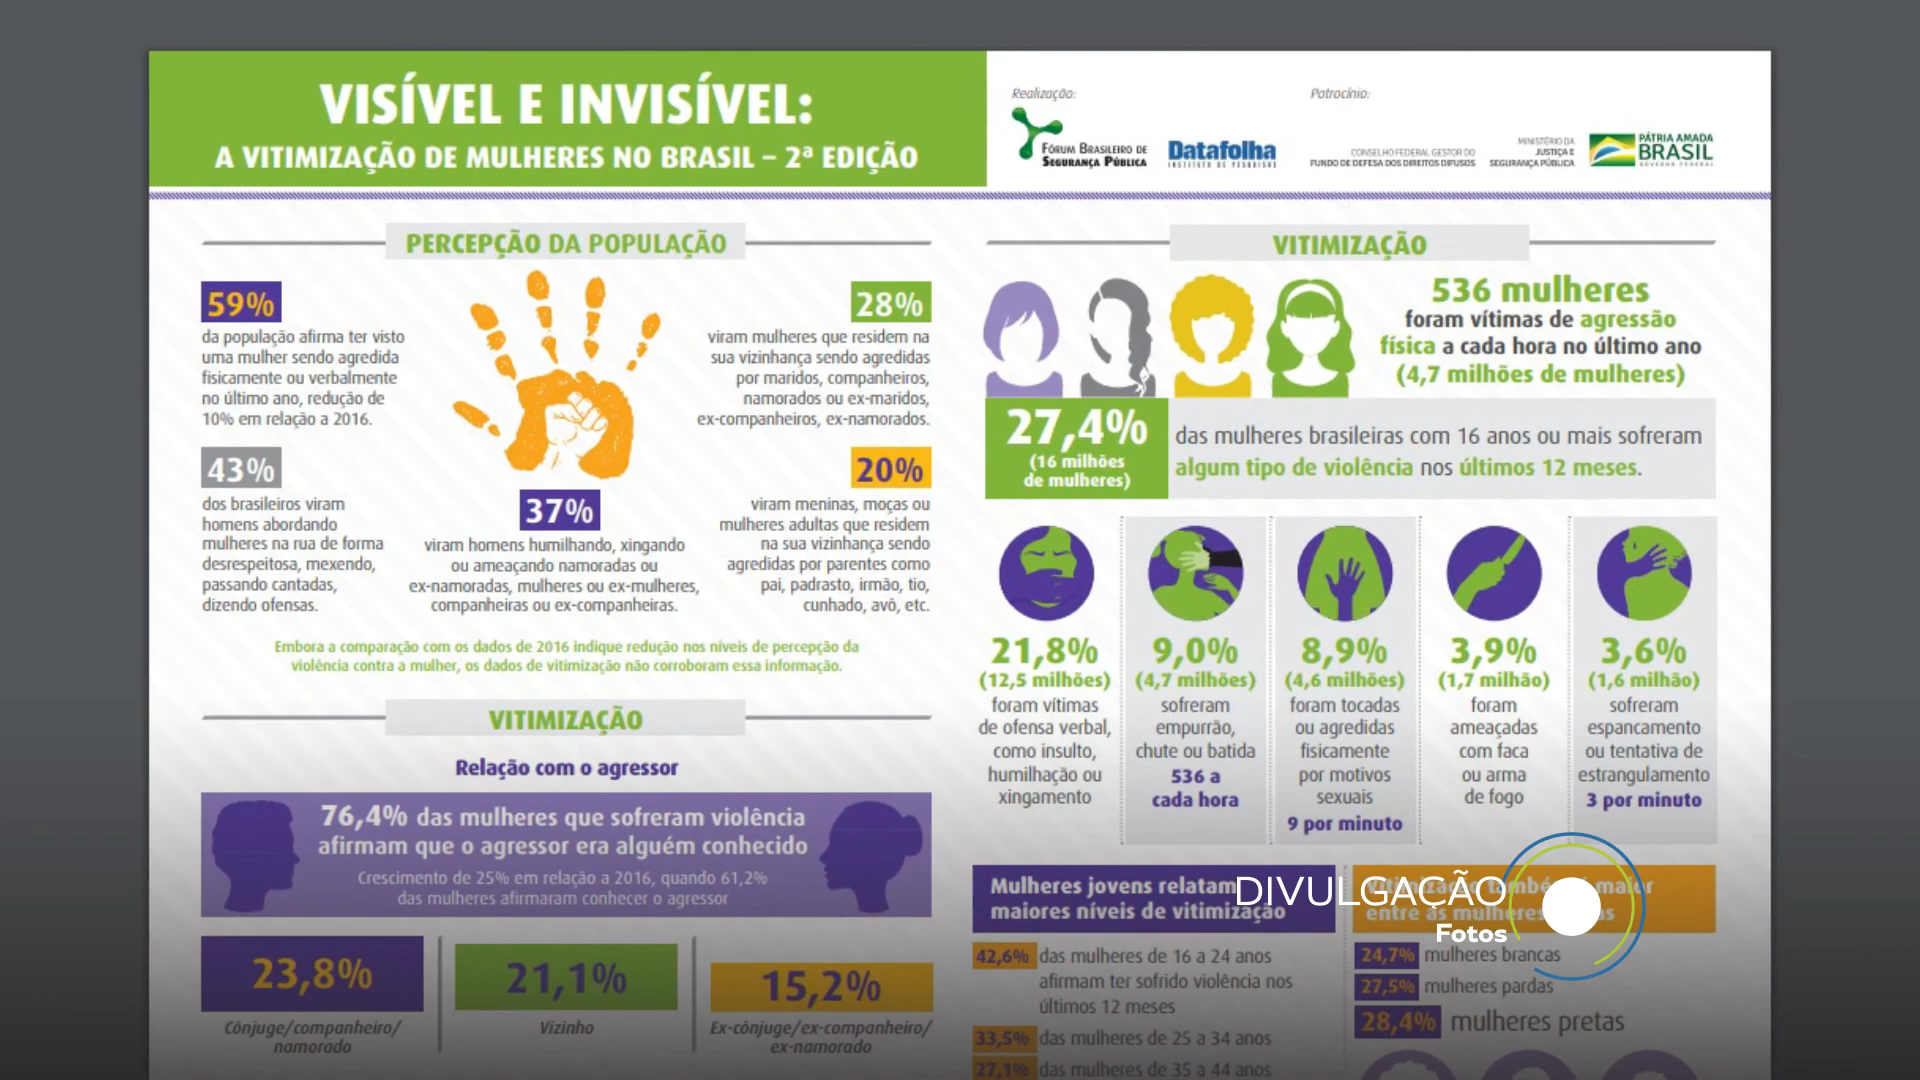 VISÍVEL E INVISÍVEL:
A VITIMIZAÇÃO DE MULHERES NO BRASIL – 2ª EDIÇÃO
Realização:
FÓRUM BRASILEIRO DE
SEGURANÇA PÚBLICA
Datafolha
INSTITUTO DE PESQUISAS
Patrocínio:
CONSELHO FEDERAL GESTOR DO
FUNDO DE DEFESA DOS DIREITOS DIFUSOS
MINISTÉRIO DA
JUSTIÇA E
SEGURANÇA PÚBLICA
PÁTRIA AMADA
BRASIL
GOVERNO FEDERAL
PERCEPÇÃO DA POPULAÇÃO
59%
da população afirma ter visto
uma mulher sendo agredida
fisicamente ou verbalmente
no último ano, redução de
10% em relação a 2016.
43%
dos brasileiros viram
homens abordando
mulheres na rua de forma
desrespeitosa, mexendo,
passando cantadas,
dizendo ofensas.
37%
viram homens humilhando, xingando
ou ameaçando namoradas ou
ex-namoradas, mulheres ou ex-mulheres,
companheiras ou ex-companheiras.
28%
viram mulheres que residem na
sua vizinhança sendo agredidas
por maridos, companheiros,
namorados ou ex-maridos,
ex-companheiros, ex-namorados.
20%
viram meninas, moças ou
mulheres adultas que residem
na sua vizinhança sendo
agredidas por parentes como
pai, padrasto, irmão, tio,
cunhado, avô, etc.
Embora a comparação com os dados de 2016 indique redução nos níveis de percepção da
violência contra a mulher, os dados de vitimização não corroboram essa informação.
VITIMIZAÇÃO
Relação com o agressor
76,4% das mulheres que sofreram violência
afirmam que o agressor era alguém conhecido
Crescimento de 25% em relação a 2016, quando 61,2%
das mulheres afirmaram conhecer o agressor
23,8%
Cônjuge/companheiro/
namorado
21,1%
Vizinho
15,2%
Ex-cônjuge/ex-companheiro/
ex-namorado
VITIMIZAÇÃO
536 mulheres
foram vítimas de agressão
física a cada hora no último ano
(4,7 milhões de mulheres)
27,4%
(16 milhões
de mulheres)
das mulheres brasileiras com 16 anos ou mais sofreram
algum tipo de violência nos últimos 12 meses.
21,8%
(12,5 milhões)
foram vítimas
de ofensa verbal,
como insulto,
humilhação ou
xingamento
9,0%
(4,7 milhões)
sofreram
empurrão,
chute ou batida
536 a
cada hora
8,9%
(4,6 milhões)
foram tocadas
ou agredidas
fisicamente
por motivos
sexuais
9 por minuto
3,9%
(1,7 milhão)
foram
ameaçadas
com faca
ou arma
de fogo
3,6%
(1,6 milhão)
sofreram
espancamento
ou tentativa de
estrangulamento
3 por minuto
Mulheres jovens relatam
maiores níveis de vitimização
42,6% das mulheres de 16 a 24 anos
afirmam ter sofrido violência nos
últimos 12 meses
33,5% das mulheres de 25 a 34 anos
27,1% das mulheres de 35 a 44 anos
Vitimização também maior
entre as mulheres
24,7% mulheres brancas
27,5% mulheres pardas
28,4% mulheres pretas
DIVULGAÇÃO
Fotos